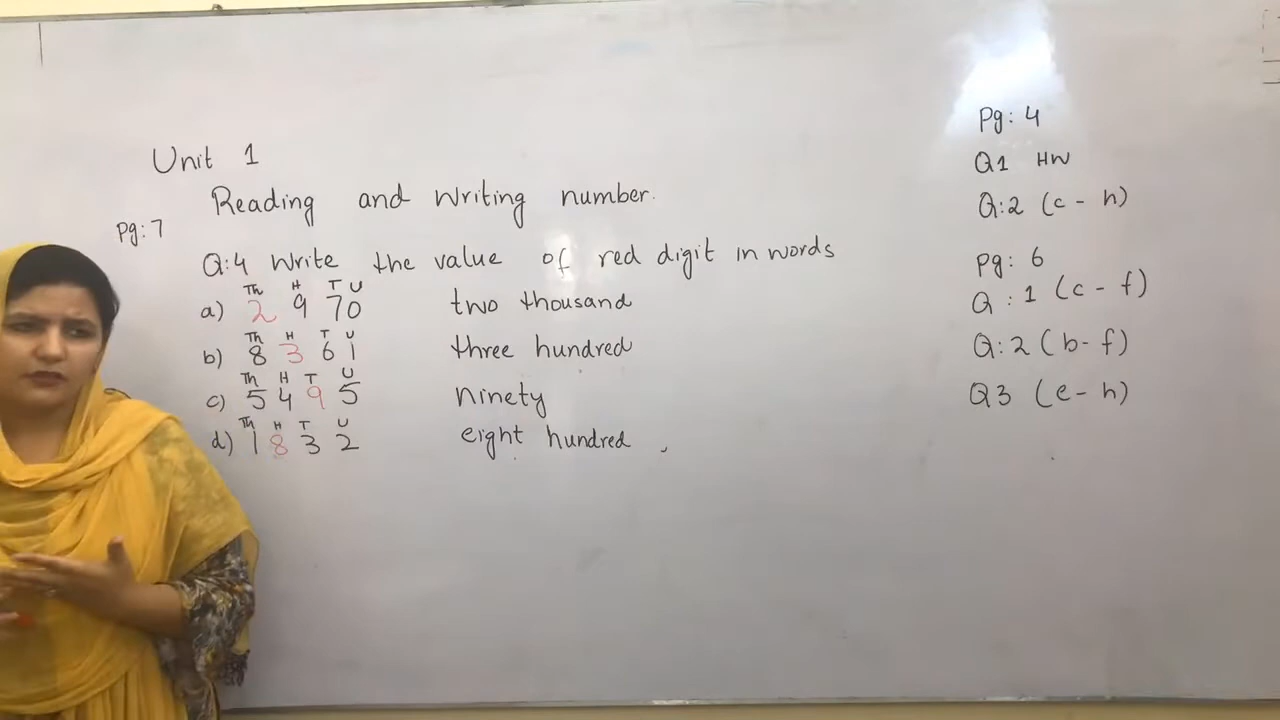 Unit 1
Reading and writing number.
Pg: 7
Q:4 Write the value of red digit in words
Th H T U
a) 2 9 7 0 two thousand
Th H T U
b) 8 3 6 1 three hundred
Th H T U
c) 5 4 9 5 ninety
Th H T U
d) 1 8 3 2 eight hundred
Pg: 4
Q1 HW
Q:2 (c - h)
Pg: 6
Q:1 (c - f)
Q:2 (b - f)
Q3 (e - h)